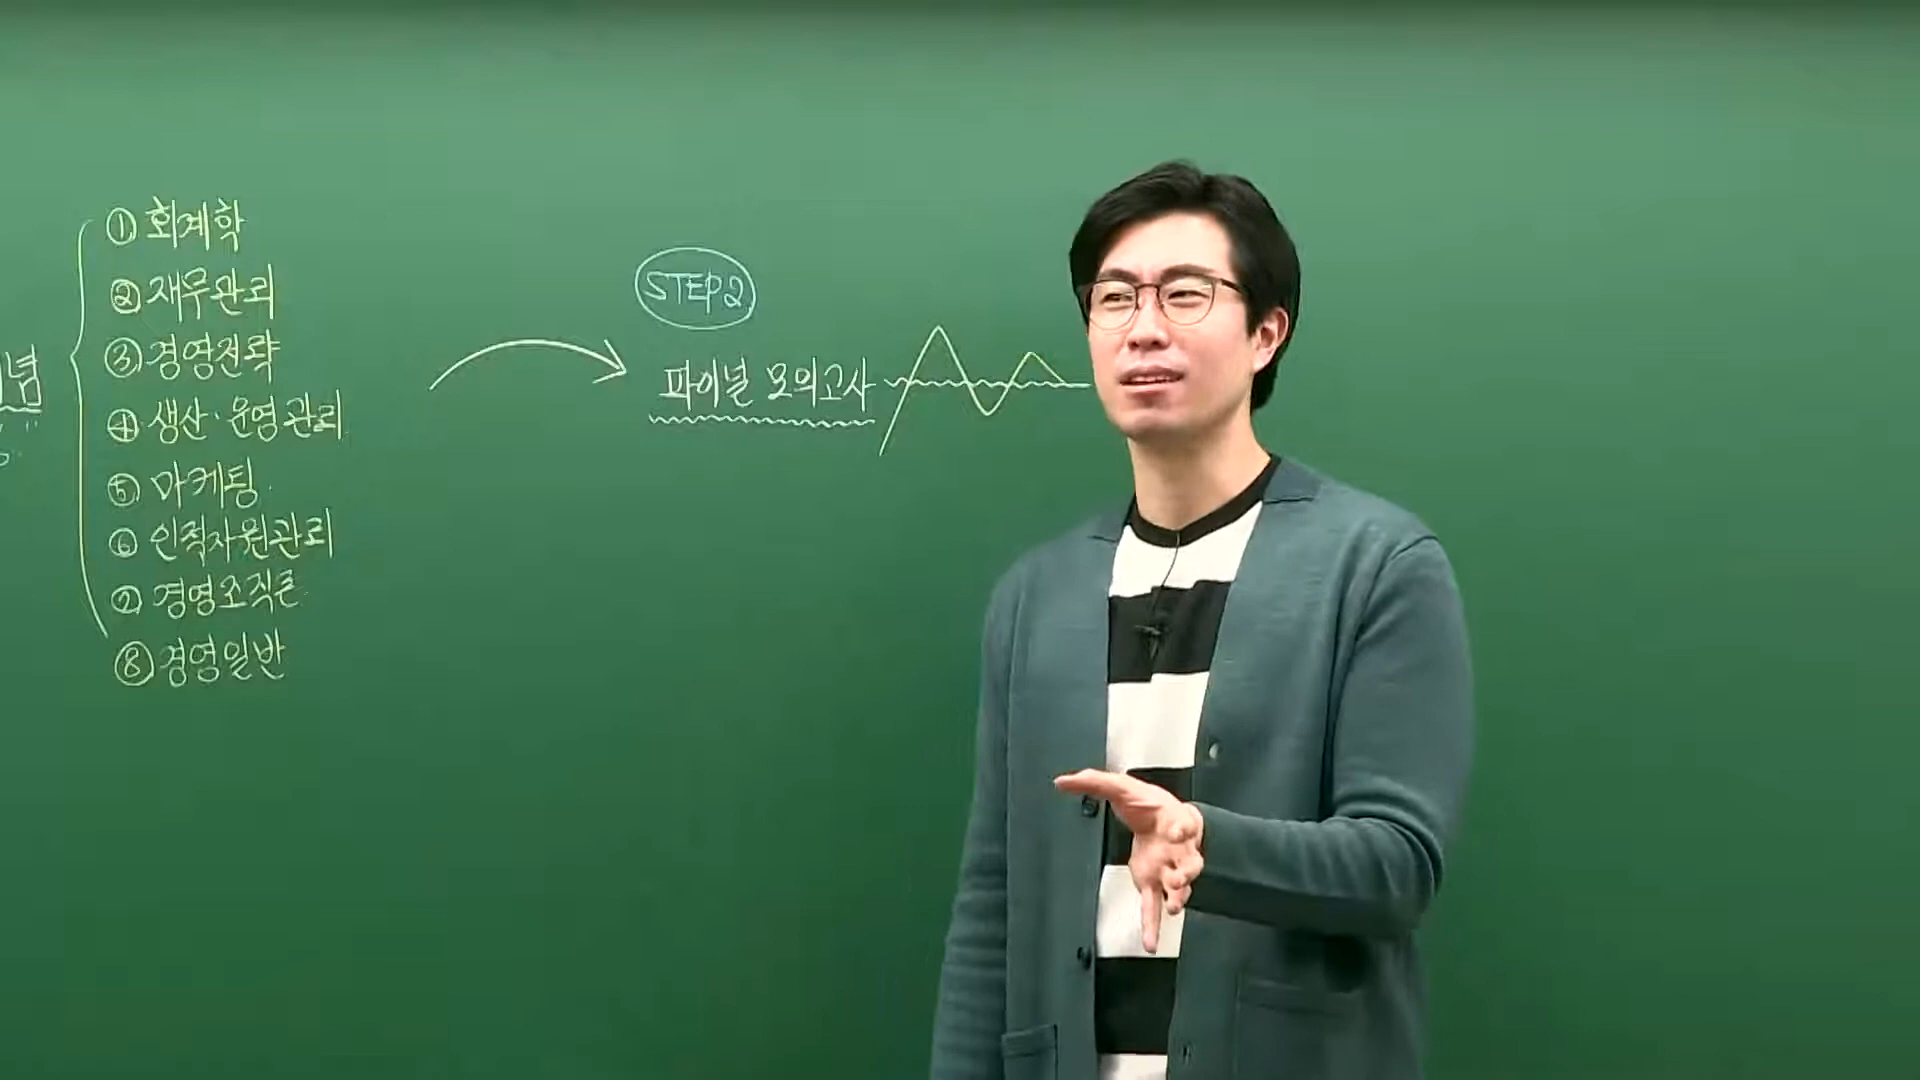 념
① 회계학
② 재무관리
③ 경영전략
④ 생산·운영관리
⑤ 마케팅
⑥ 인적자원관리
⑦ 경영조직론
⑧ 경영일반
STEP2
파이널 모의고사